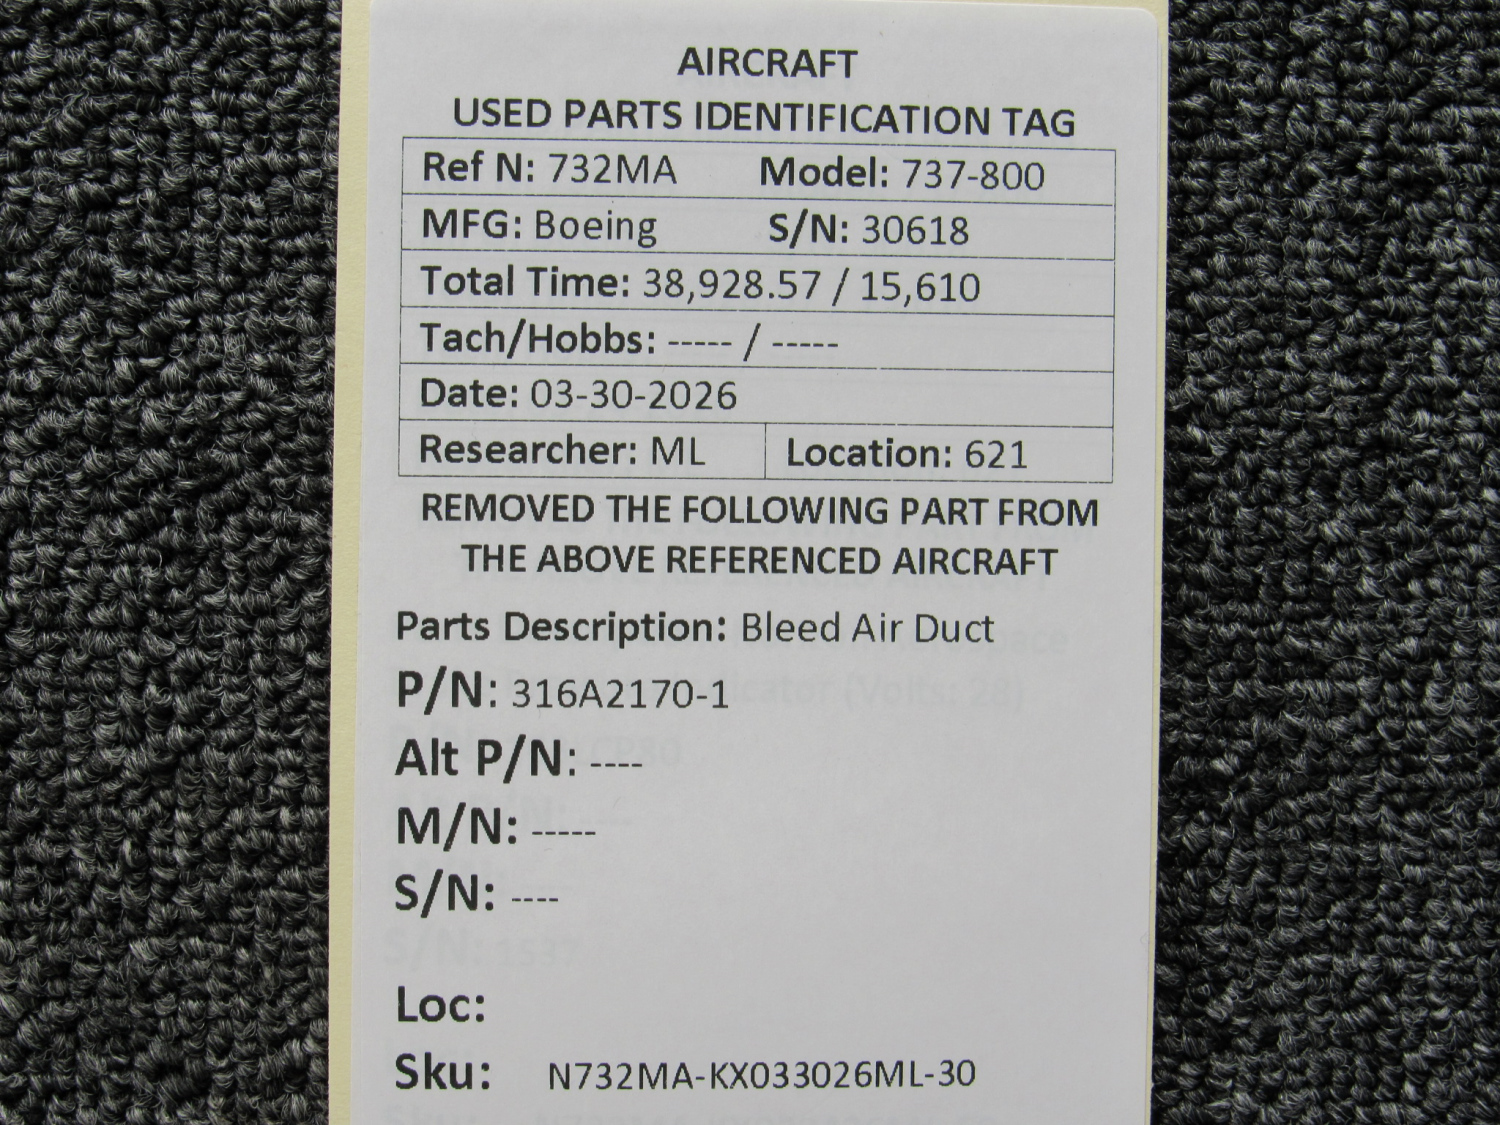 AIRCRAFT
USED PARTS IDENTIFICATION TAG
Ref N: 732MA Model: 737-800
MFG: Boeing S/N: 30618
Total Time: 38,928.57 / 15,610
Tach/Hobbs: ----- / -----
Date: 03-30-2026
Researcher: ML Location: 621
REMOVED THE FOLLOWING PART FROM
THE ABOVE REFERENCED AIRCRAFT
Parts Description: Bleed Air Duct
P/N: 316A2170-1
Alt P/N: ----
M/N: -----
S/N: ----
Loc:
Sku: N732MA-KX033026ML-30